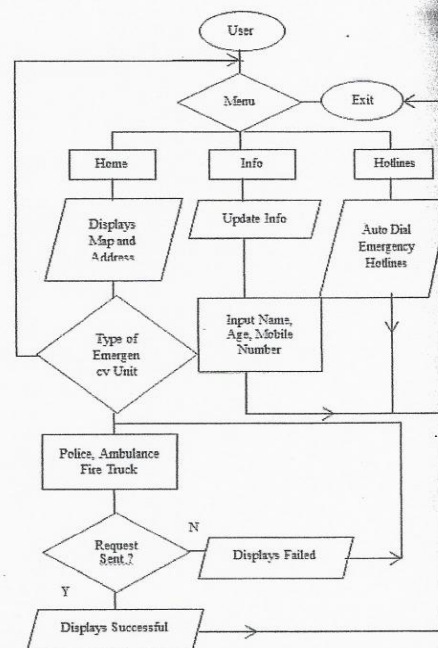 User
Menu
Exit
Home
Info
Hotlines
Displays
Map and
Address
Update Info
Auto Dial
Emergency
Hotlines
Type of
Emergen
cy Unit
Input Name,
Age, Mobile
Number
Police, Ambulance
Fire Truck
Request
Sent ?
N
Displays Failed
Y
Displays Successful